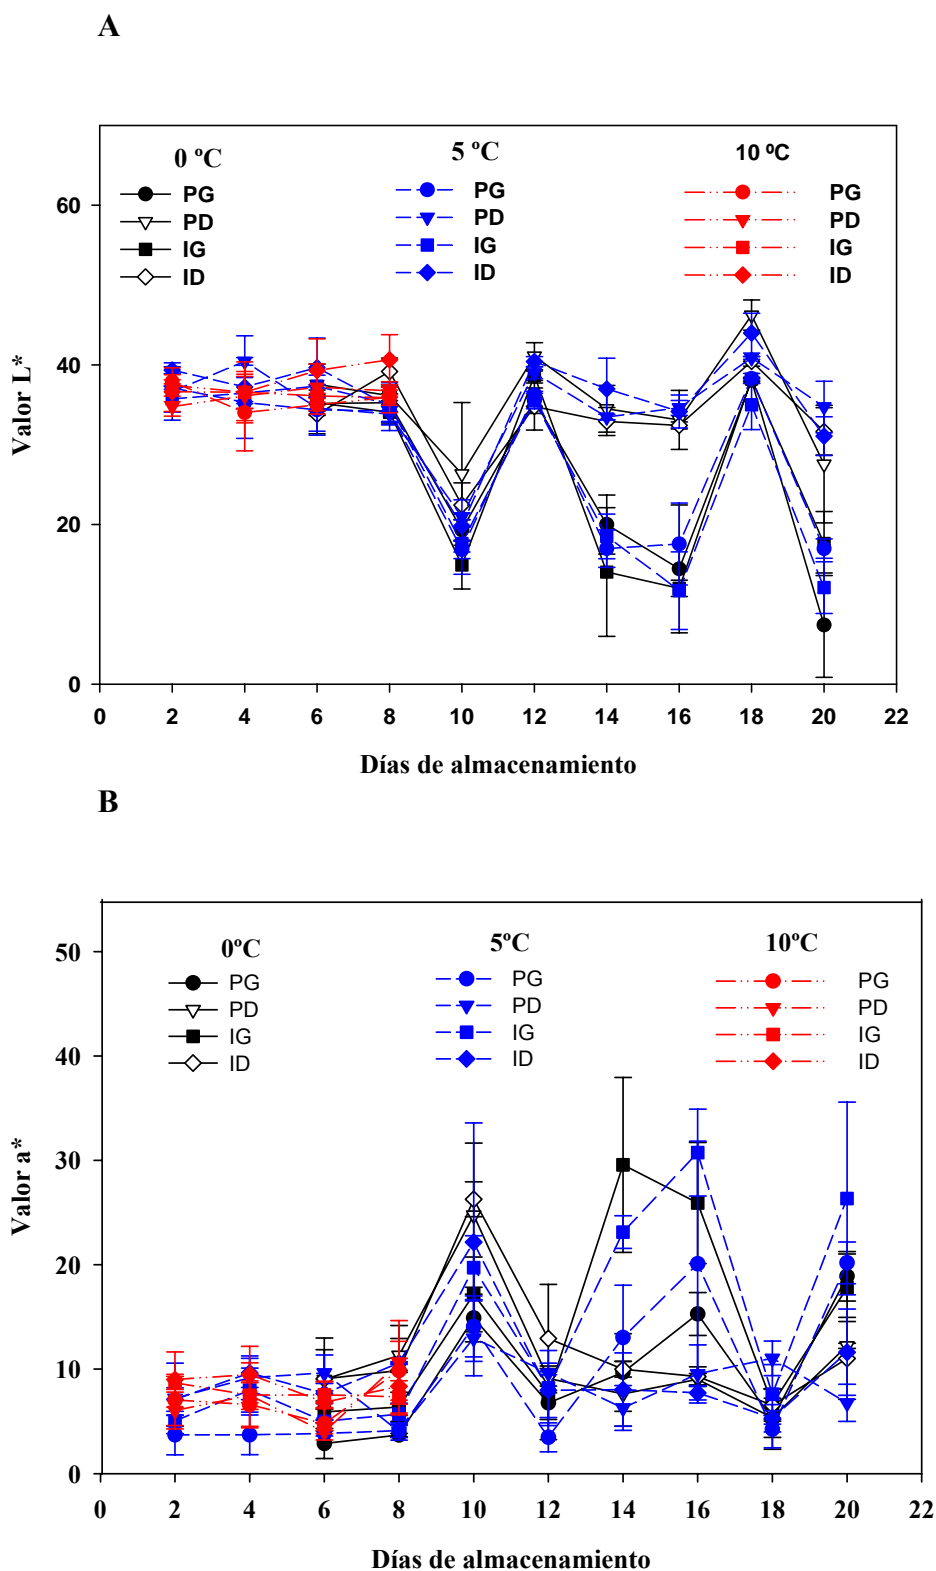 A
0 ºC
5 ºC
10 ºC
PG
PG
PG
PD
PD
PD
IG
IG
IG
ID
ID
ID
Valor L*
60
40
20
0
0 2 4 6 8 10 12 14 16 18 20 22
Días de almacenamiento
B
0ºC
5ºC
10ºC
PG
PG
PG
PD
PD
PD
IG
IG
IG
ID
ID
ID
Valor a*
50
40
30
20
10
0
0 2 4 6 8 10 12 14 16 18 20 22
Días de almacenamiento